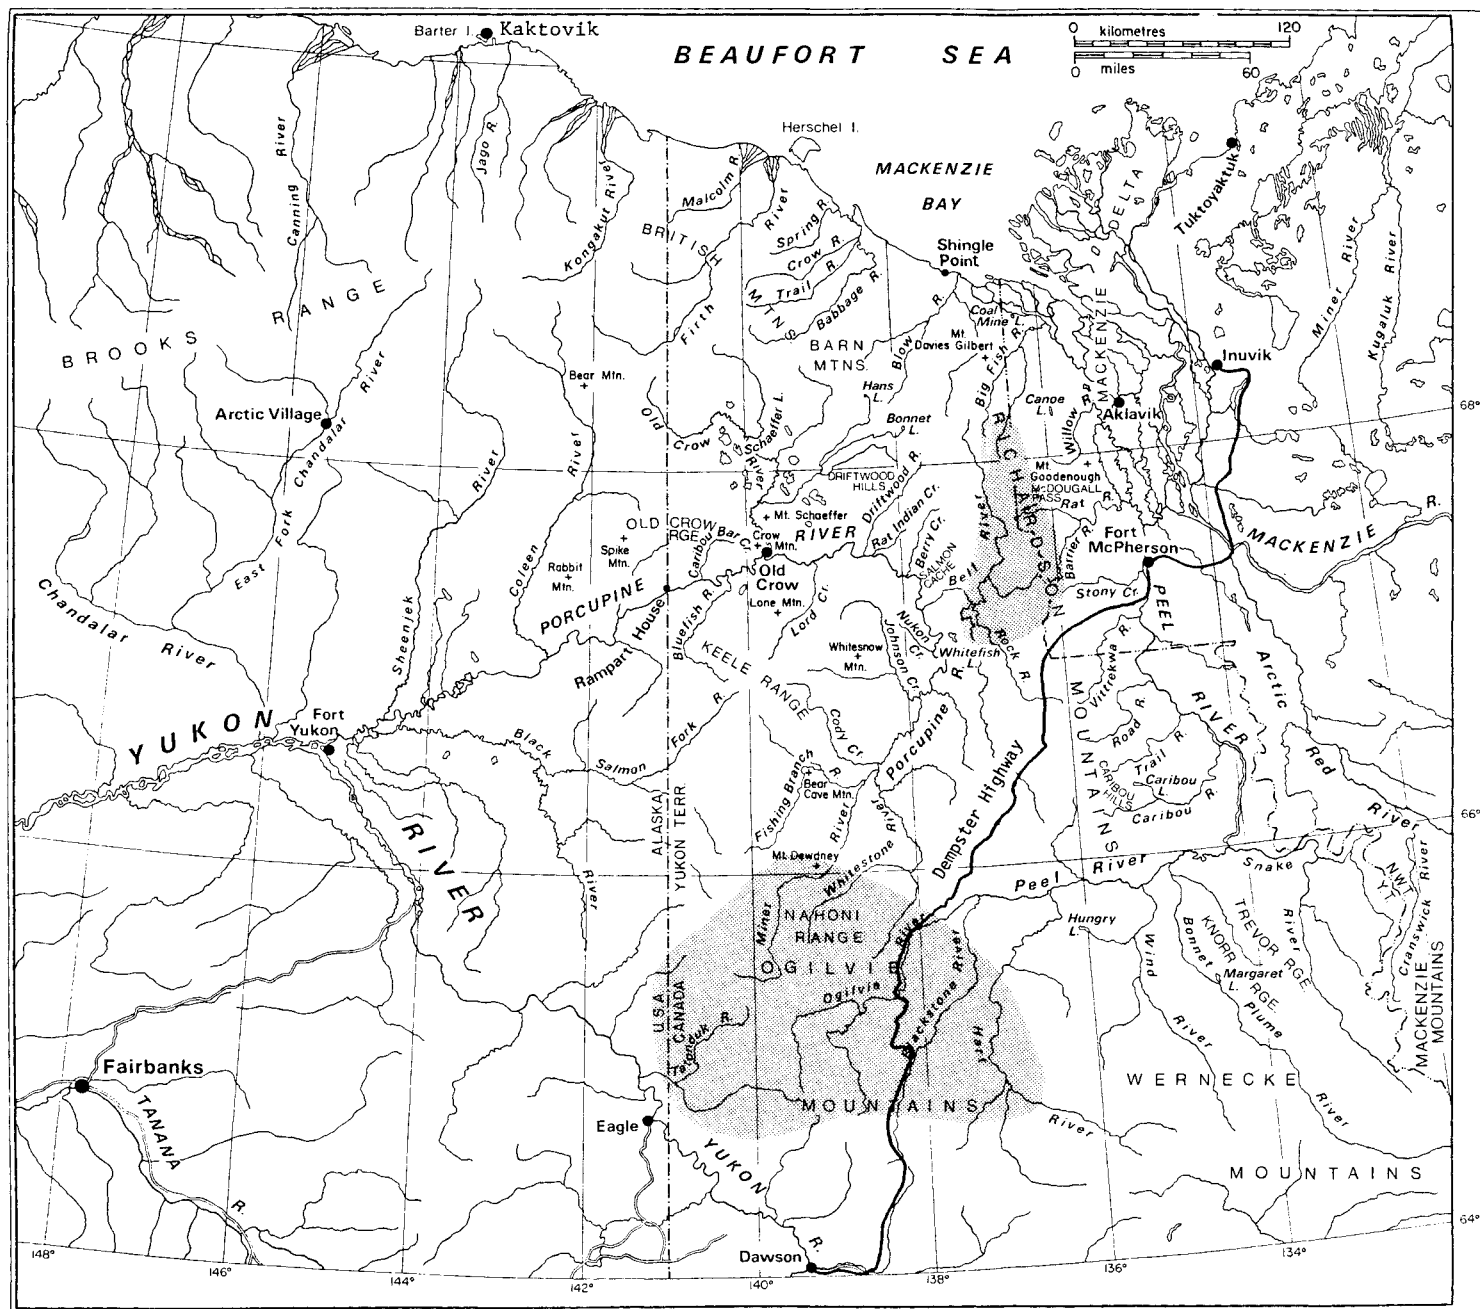 Barter I.
Kaktovik
BEAUFORT SEA
0 kilometres 120
0 miles 60
Herschel I.
MACKENZIE
BAY
Shingle
Point
Tuktoyaktuk
MACKENZIE DELTA
Canning River
Jago R.
Kongakut River
Malcolm R.
BRITISH
MTNS
Firth River
Spring R.
Crow R.
Trail R.
Babbage R.
Blow R.
BARN
MTNS.
Coal
Mine L.
Mt.
Davies Gilbert
Big Fish R.
Miner River
Kugaluk River
BROOKS RANGE
Bear Mtn.
Hans
L.
Bonnet
L.
Canoe
L.
Willow R.
MACKENZIE
Aklavik
Inuvik
68°
Arctic Village
East Fork Chandalar River
Old Crow River
Schaeffer L.
DRIFTWOOD
HILLS
Driftwood R.
Mt.
Goodenough
McDOUGALL
PASS
Rat R.
RICHARDSON
MOUNTAINS
Mt. Schaeffer
OLD CROW
RGE.
Spike
Mtn.
Rabbit
Mtn.
Caribou Bar Cr.
Crow
Mtn.
Old
Crow
Rat Indian Cr.
Berry Cr.
SALMON
CACHE
Bell River
Barrier R.
Fort
McPherson
Stony Cr.
MACKENZIE R.
PORCUPINE RIVER
Coleen River
Sheenjek River
Chandalar River
Rampart House
Bluefish R.
Lone Mtn.
Lord Cr.
KEELE RANGE
Whitesnow
Mtn.
Johnson Cr.
Nukon Cr.
Whitefish
L.
Rock R.
PEEL RIVER
Vittrekwa R.
Road R.
Trail R.
CARIBOU
HILLS
Caribou
L.
Caribou R.
Arctic Red River
YUKON RIVER
Fort
Yukon
Black River
Salmon Fork R.
Cody Cr.
Fishing Branch R.
Bear
Cave Mtn.
Porcupine R.
River
Dempster Highway
66°
ALASKA
YUKON TERR.
Mt. Dewdney
Miner River
Whitestone River
Peel River
Snake River
NWT
YT
Cranswick River
MACKENZIE
MOUNTAINS
NAHONI
RANGE
OGILVIE
MOUNTAINS
Ogilvie River
Blackstone River
Hart River
Hungry
L.
Wind River
Bonnet Plume River
KNORR RGE.
TREVOR RGE.
Margaret
L.
U.S.A.
CANADA
Tatonduk R.
Fairbanks
TANANA R.
Eagle
YUKON R.
WERNECKE
MOUNTAINS
Dawson
64°
148°
146°
144°
142°
140°
138°
136°
134°